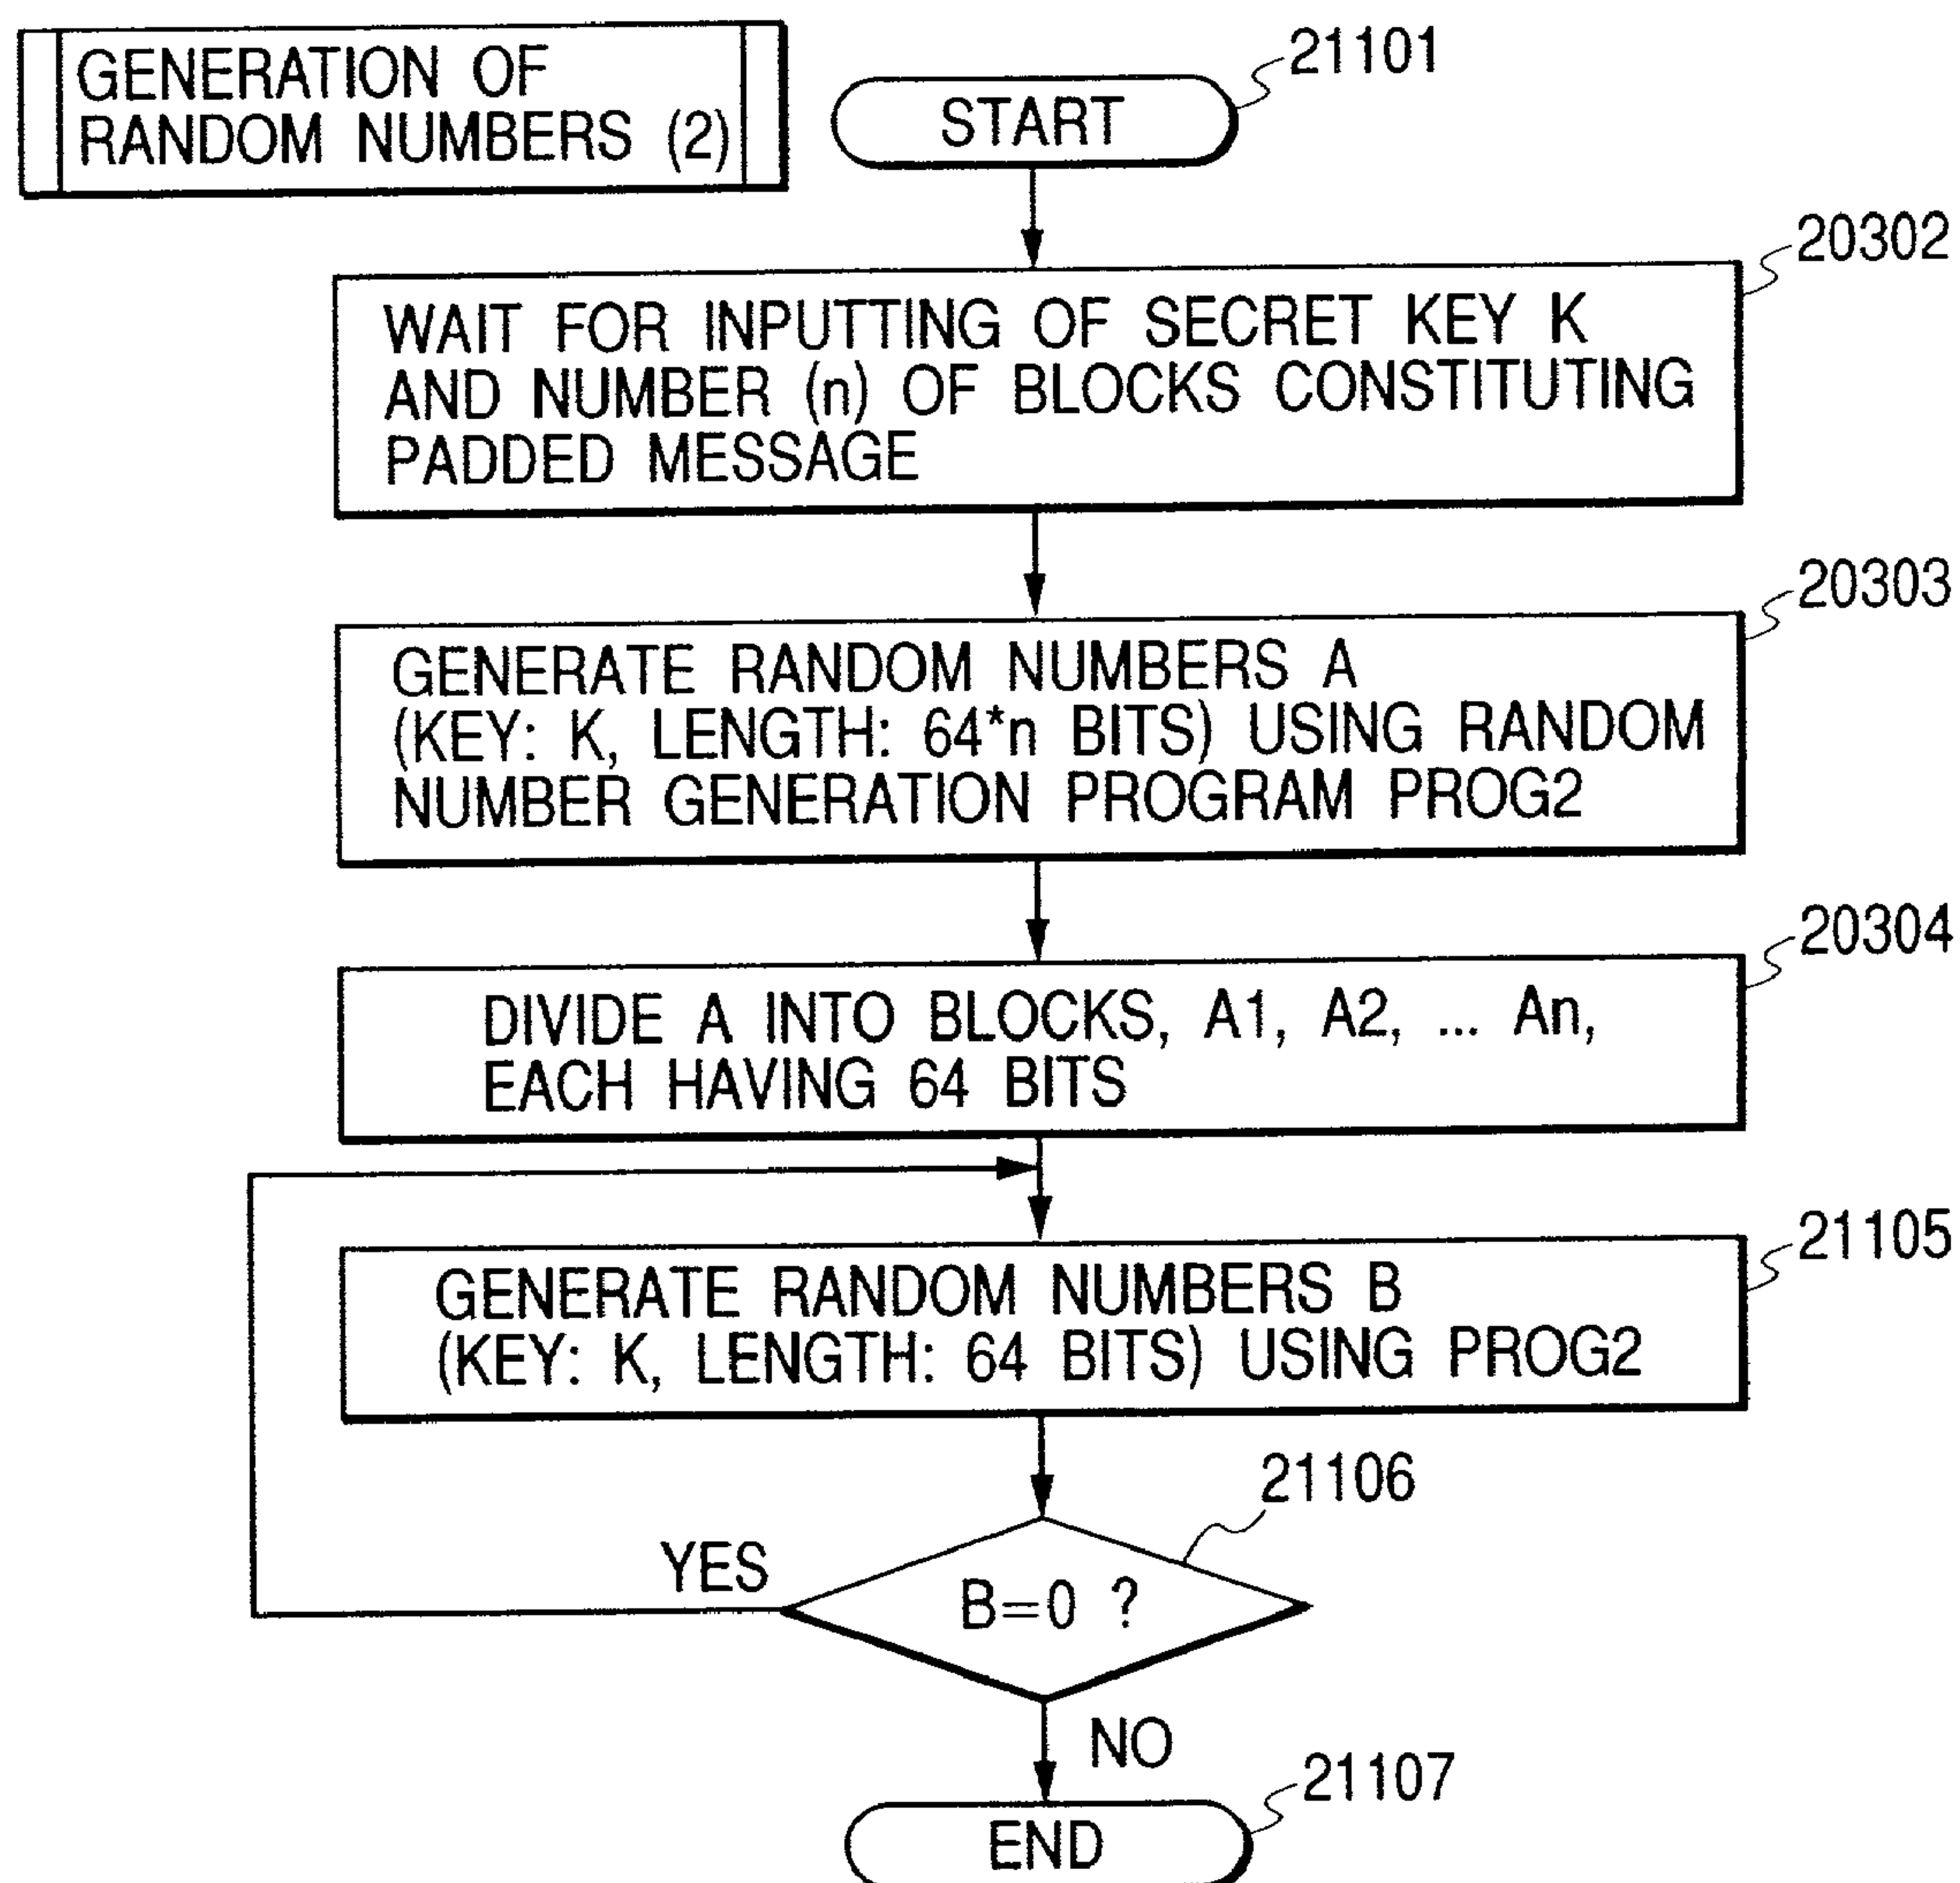 GENERATION OF
RANDOM NUMBERS (2)
START
21101
20302
WAIT FOR INPUTTING OF SECRET KEY K
AND NUMBER (n) OF BLOCKS CONSTITUTING
PADDED MESSAGE
20303
GENERATE RANDOM NUMBERS A
(KEY: K, LENGTH: 64*n BITS) USING RANDOM
NUMBER GENERATION PROGRAM PROG2
20304
DIVIDE A INTO BLOCKS, A1, A2, ... An,
EACH HAVING 64 BITS
21105
GENERATE RANDOM NUMBERS B
(KEY: K, LENGTH: 64 BITS) USING PROG2
21106
YES
B=0 ?
NO
21107
END